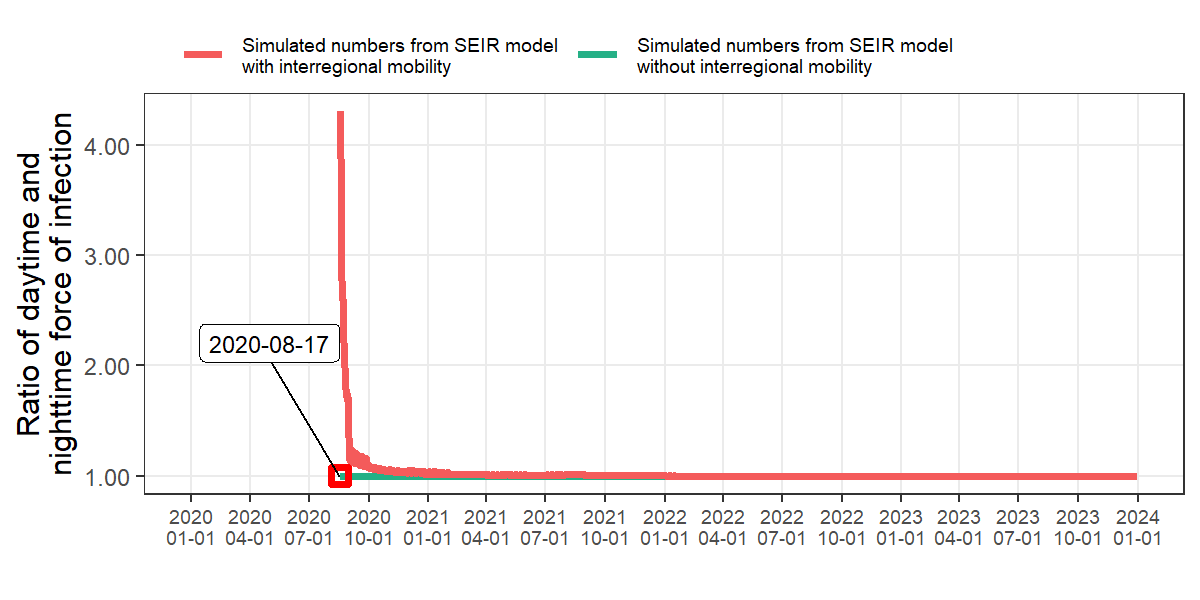 Simulated numbers from SEIR model
with interregional mobility
Simulated numbers from SEIR model
without interregional mobility
Ratio of daytime and
nighttime force of infection
4.00
3.00
2.00
1.00
2020-08-17
2020 2020 2020 2020 2021 2021 2021 2021 2022 2022 2022 2022 2023 2023 2023 2023 2024
01-01 04-01 07-01 10-01 01-01 04-01 07-01 10-01 01-01 04-01 07-01 10-01 01-01 04-01 07-01 10-01 01-01